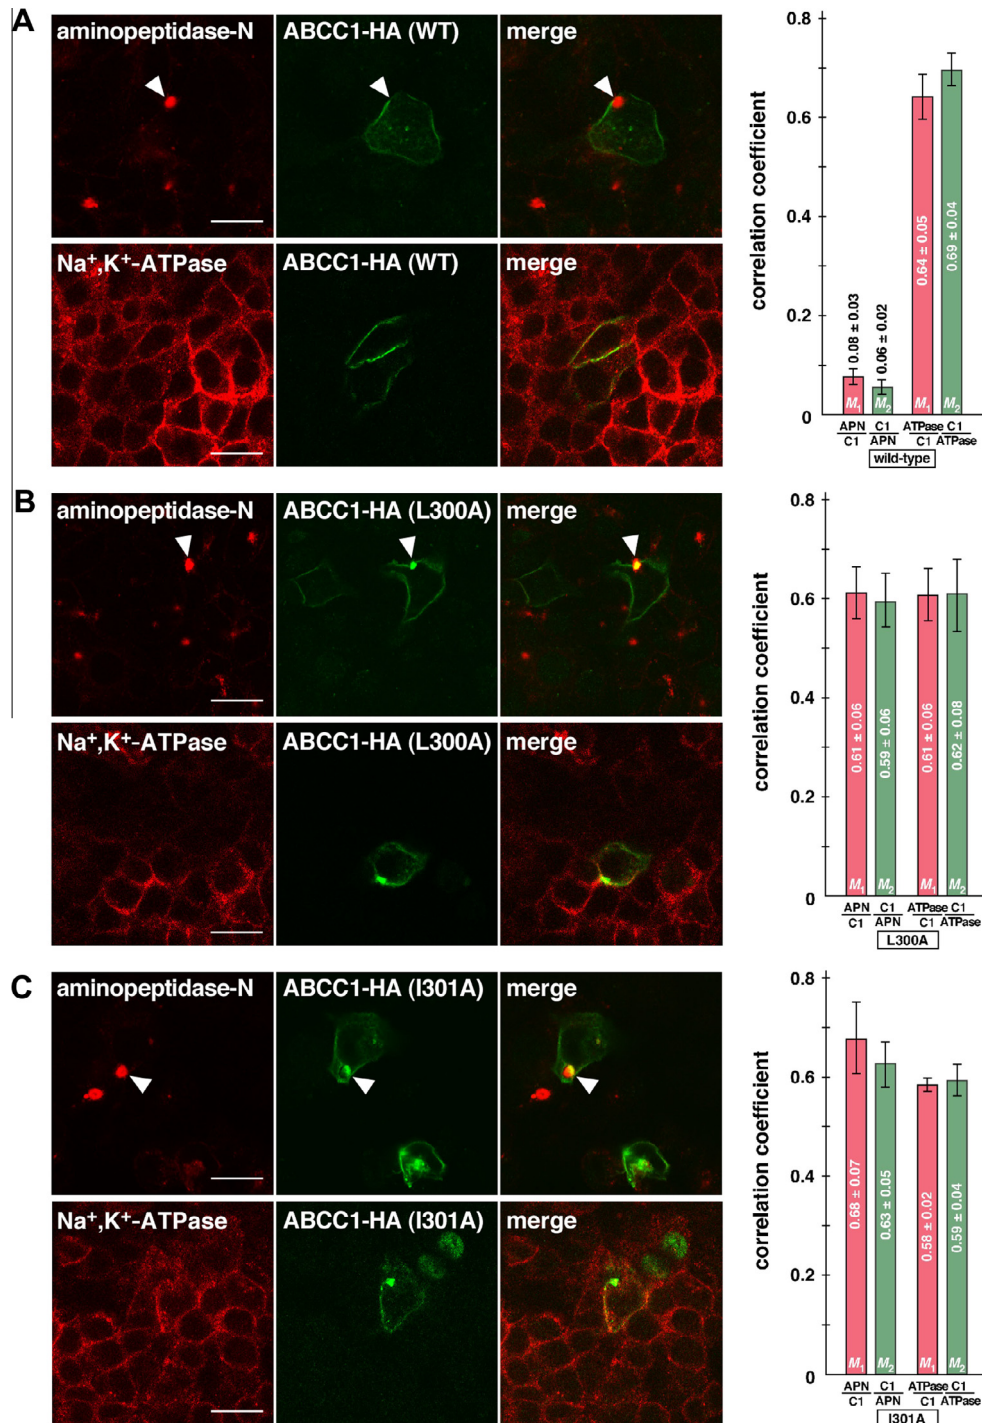 A
aminopeptidase-N
ABCC1-HA (WT)
merge
Na⁺,K⁺-ATPase
ABCC1-HA (WT)
merge
correlation coefficient
0.8
0.6
0.4
0.2
0
0.08 ± 0.03
0.06 ± 0.02
0.64 ± 0.05
0.69 ± 0.04
M₁
M₂
M₁
M₂
APN
C1
C1
APN
ATPase
C1
C1
ATPase
wild-type
B
aminopeptidase-N
ABCC1-HA (L300A)
merge
Na⁺,K⁺-ATPase
ABCC1-HA (L300A)
merge
correlation coefficient
0.8
0.6
0.4
0.2
0
0.61 ± 0.06
0.59 ± 0.06
0.61 ± 0.06
0.62 ± 0.08
M₁
M₂
M₁
M₂
APN
C1
C1
APN
ATPase
C1
C1
ATPase
L300A
C
aminopeptidase-N
ABCC1-HA (I301A)
merge
Na⁺,K⁺-ATPase
ABCC1-HA (I301A)
merge
correlation coefficient
0.8
0.6
0.4
0.2
0
0.68 ± 0.07
0.63 ± 0.05
0.58 ± 0.02
0.59 ± 0.04
M₁
M₂
M₁
M₂
APN
C1
C1
APN
ATPase
C1
C1
ATPase
I301A